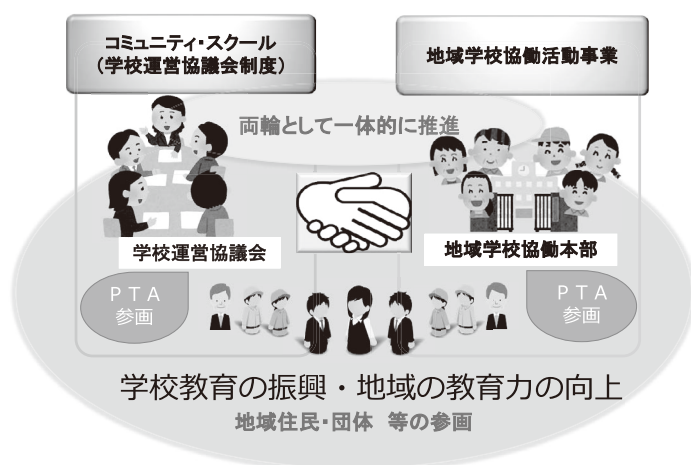 コミュニティ・スクール
（学校運営協議会制度）
地域学校協働活動事業
両輪として一体的に推進
学校運営協議会
地域学校協働本部
ＰＴＡ
参画
ＰＴＡ
参画
学校教育の振興・地域の教育力の向上
地域住民・団体　等の参画